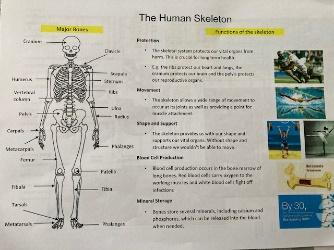 The Human Skeleton
Major Bones
Cranium
Clavicle
Scapula
Sternum
Humerus
Ribs
Vertebral
column
Ulna
Pelvis
Radius
Carpals
Phalanges
Metacarpals
Femur
Patella
Fibula
Tibia
Tarsals
Metatarsals
Phalanges
Functions of the skeleton
Protection
• The skeletal system protects our vital organs from
harm. This is crucial for long term health
• E.g. the ribs protect our heart and lungs, the
cranium protects our brain and the pelvis protects
our reproductive organs.
Movement
• The skeleton allows a wide range of movement to
occur at its joints as well as providing a point for
muscle attachment.
Shape and Support
• The skeleton provides us with our shape and
supports our vital organs. Without shape and
structure we wouldn't be able to move.
Blood Cell Production
• Blood cell production occurs in the bone marrow of
long bones. Red blood cells carry oxygen to the
working muscles and white blood cells fight off
infections
Mineral Storage
• Bones store several minerals, including calcium and
phosphorus, which can be released into the blood
when needed.
By 30,